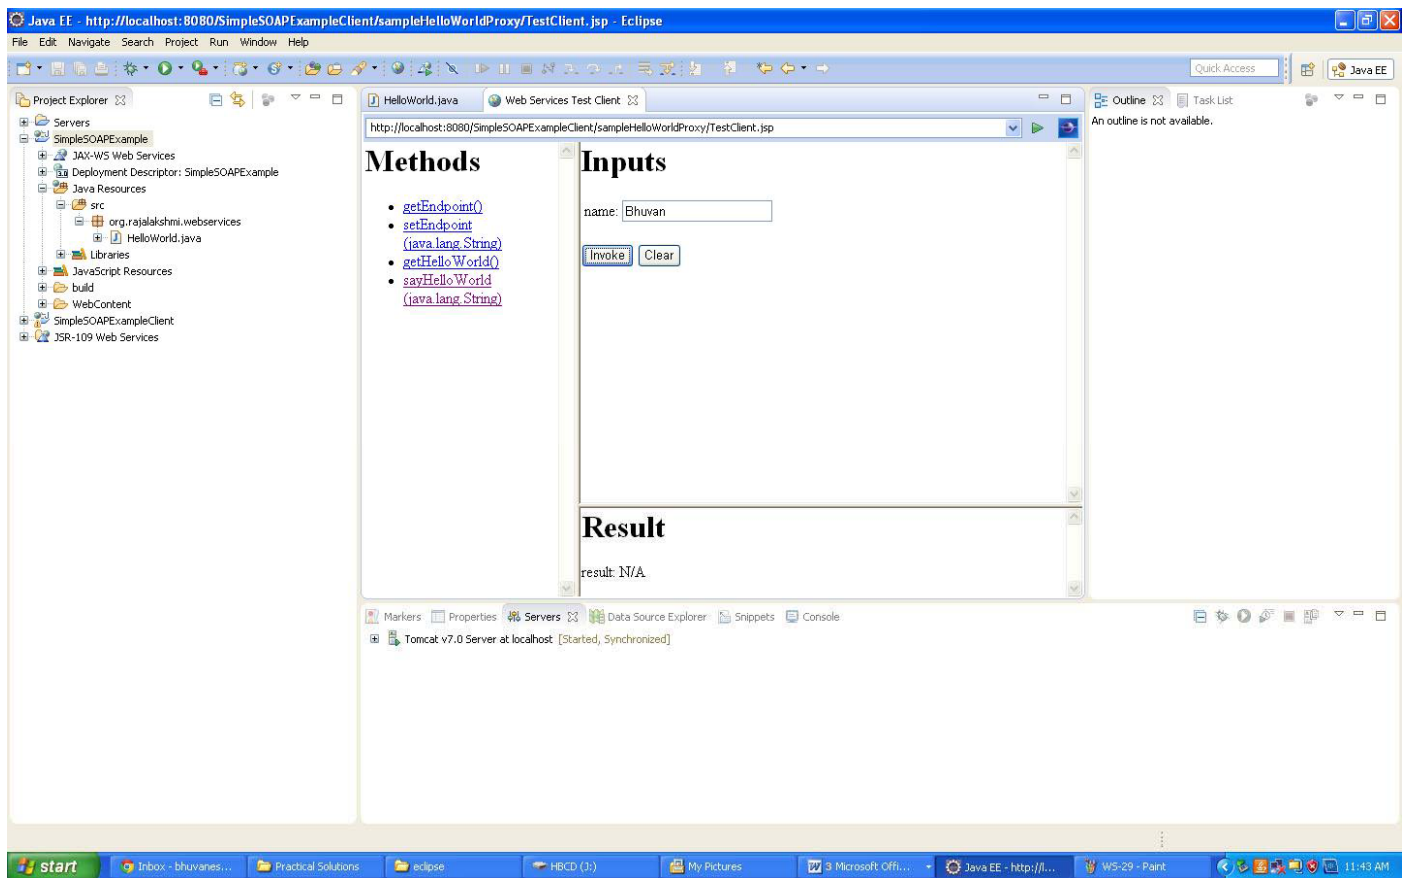 Java EE - http://localhost:8080/SimpleSOAPExampleClient/sampleHelloWorldProxy/TestClient.jsp - Eclipse
File Edit Navigate Search Project Run Window Help
Quick Access
Java EE
Project Explorer
Servers
SimpleSOAPExample
JAX-WS Web Services
Deployment Descriptor: SimpleSOAPExample
Java Resources
src
org.rajalakshmi.webservices
HelloWorld.java
Libraries
JavaScript Resources
build
WebContent
SimpleSOAPExampleClient
JSR-109 Web Services
HelloWorld.java
Web Services Test Client
http://localhost:8080/SimpleSOAPExampleClient/sampleHelloWorldProxy/TestClient.jsp
Methods
getEndpoint()
setEndpoint
(java.lang.String)
getHelloWorld()
sayHelloWorld
(java.lang.String)
Inputs
name: Bhuvan
Invoke Clear
Result
result: N/A
Outline Task List
An outline is not available.
Markers Properties Servers Data Source Explorer Snippets Console
Tomcat v7.0 Server at localhost [Started, Synchronized]
start Inbox - bhuvanes... Practical Solutions eclipse HBCD (J:) My Pictures 3 Microsoft Offi... Java EE - http://l... WS-29 - Paint 11:43 AM